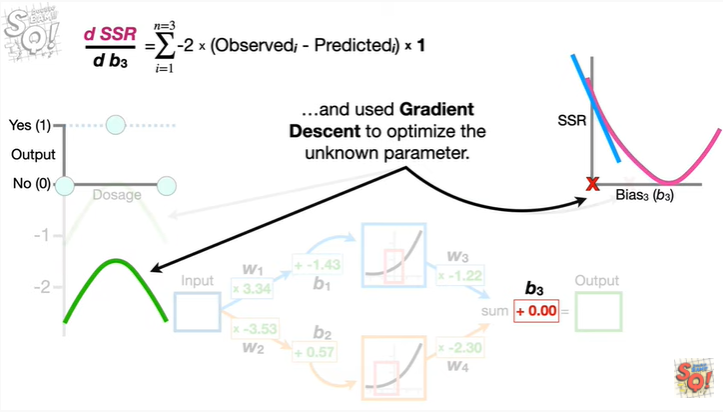 SQ!
d SSR
d b₃
n=3
= ∑ -2 × (Observedᵢ - Predictedᵢ) × 1
i=1
...and used Gradient
Descent to optimize the
unknown parameter.
Yes (1)
Output
No (0)
Dosage
-1
-2
SSR
X
Bias₃ (b₃)
Input
w₁
× 3.34
+ -1.43
b₁
w₃
× -1.22
× -3.53
w₂
b₂
+ 0.57
× -2.30
w₄
b₃
sum + 0.00 =
Output
SQ!